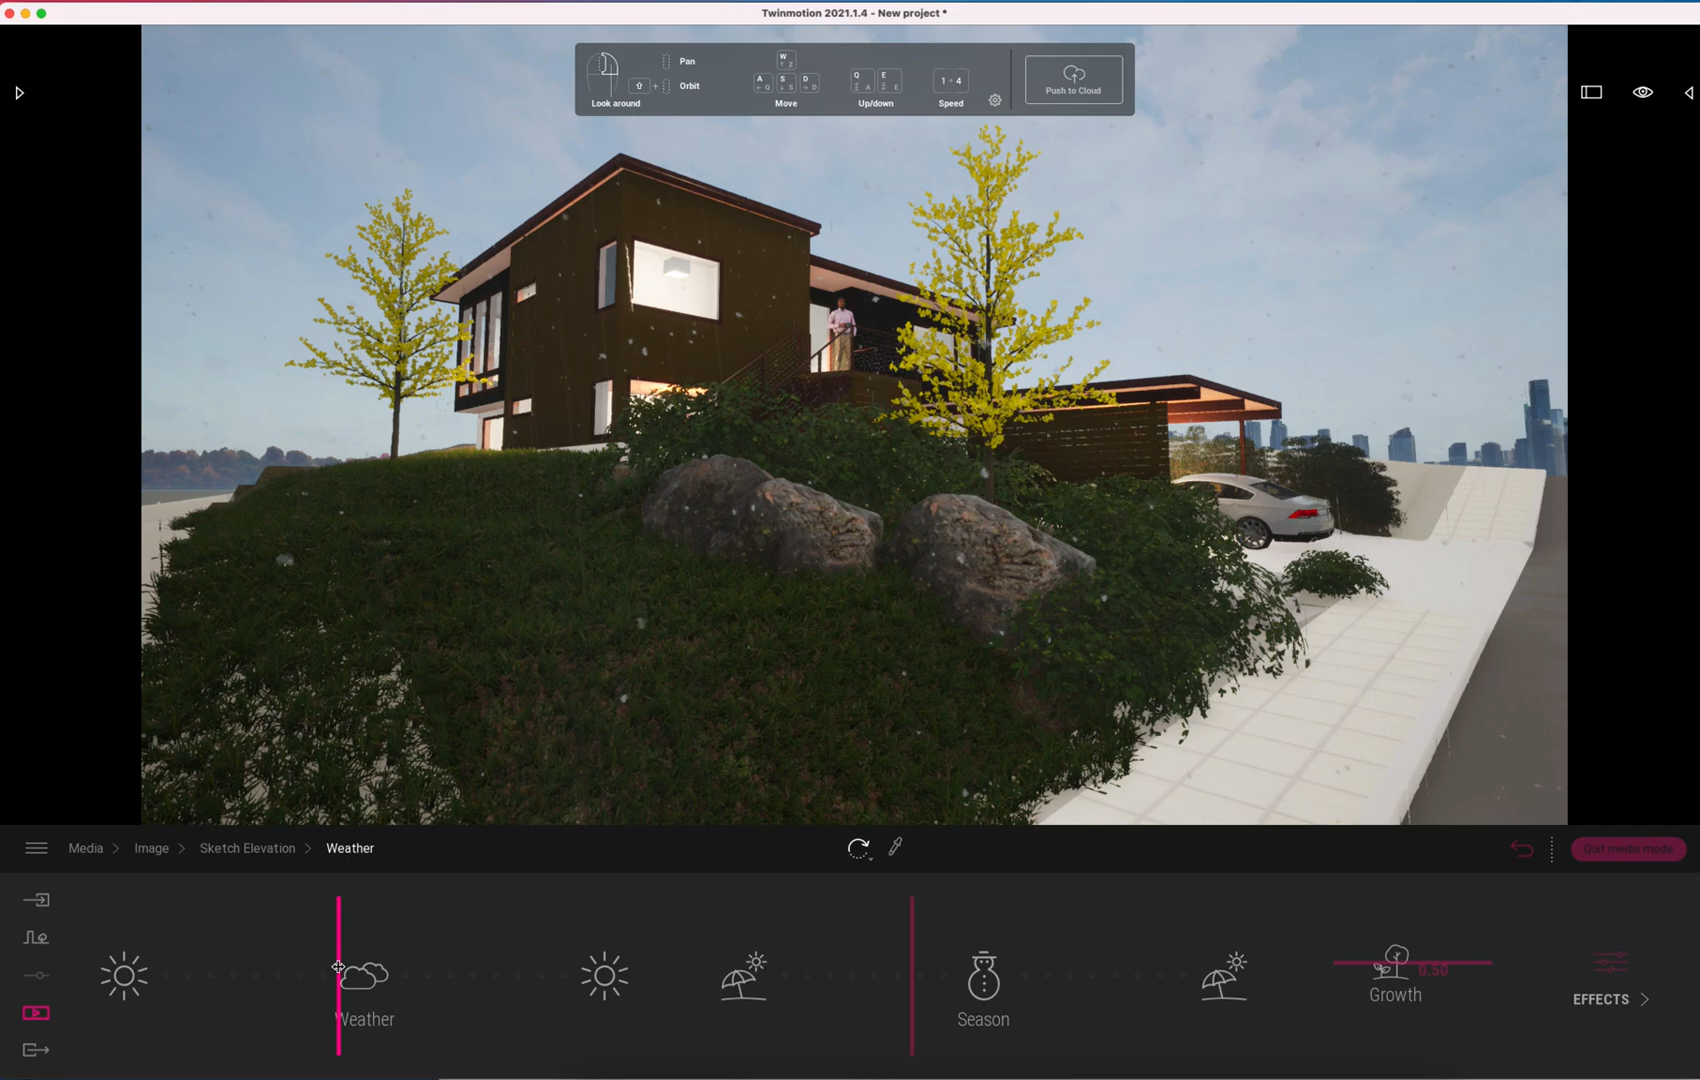 Twinmotion 2021.1.4 - New project *
Pan
Orbit
Look around
W
↑ Z
A
← Q
S
↓ S
D
→ D
Move
Q
A
E
E
Up/down
1 → 4
Speed
Push to Cloud
Media > Image > Sketch Elevation > Weather
Quit media mode
Weather
Season
0.50
Growth
EFFECTS >